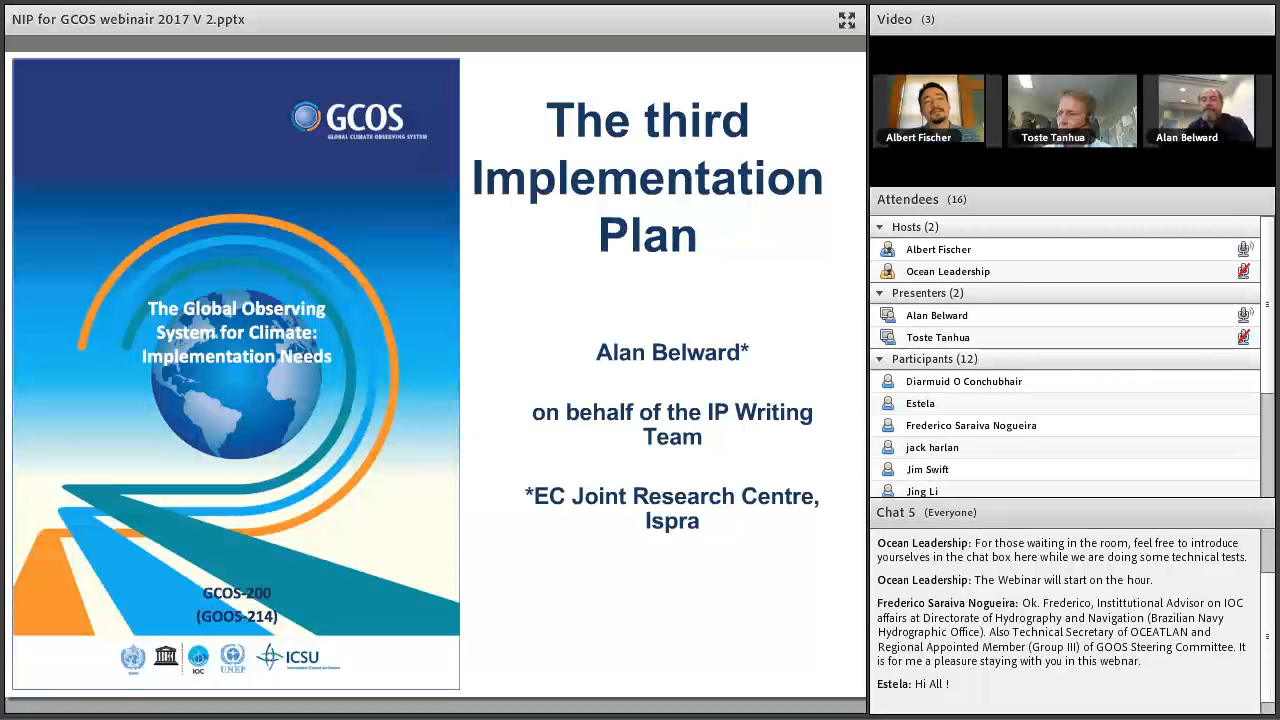 NIP for GCOS webinair 2017 V 2.pptx
GCOS
GLOBAL CLIMATE OBSERVING SYSTEM
The Global Observing
System for Climate:
Implementation Needs
GCOS-200
(GOOS-214)
IOC
UNEP
ICSU
The third
Implementation
Plan
Alan Belward*
on behalf of the IP Writing
Team
*EC Joint Research Centre,
Ispra
Video (3)
Albert Fischer
Toste Tanhua
Alan Belward
Attendees (16)
Hosts (2)
Albert Fischer
Ocean Leadership
Presenters (2)
Alan Belward
Toste Tanhua
Participants (12)
Diarmuid O Conchubhair
Estela
Frederico Saraiva Nogueira
jack harlan
Jim Swift
Jing Li
Chat 5 (Everyone)
Ocean Leadership: For those waiting in the room, feel free to introduce
yourselves in the chat box here while we are doing some technical tests.
Ocean Leadership: The Webinar will start on the hour.
Frederico Saraiva Nogueira: Ok. Frederico, Instittutional Advisor on IOC
affairs at Directorate of Hydrography and Navigation (Brazilian Navy
Hydrographic Office). Also Technical Secretary of OCEATLAN and
Regional Appointed Member (Group III) of GOOS Steering Committee. It
is for me a pleasure staying with you in this webnar.
Estela: Hi All !